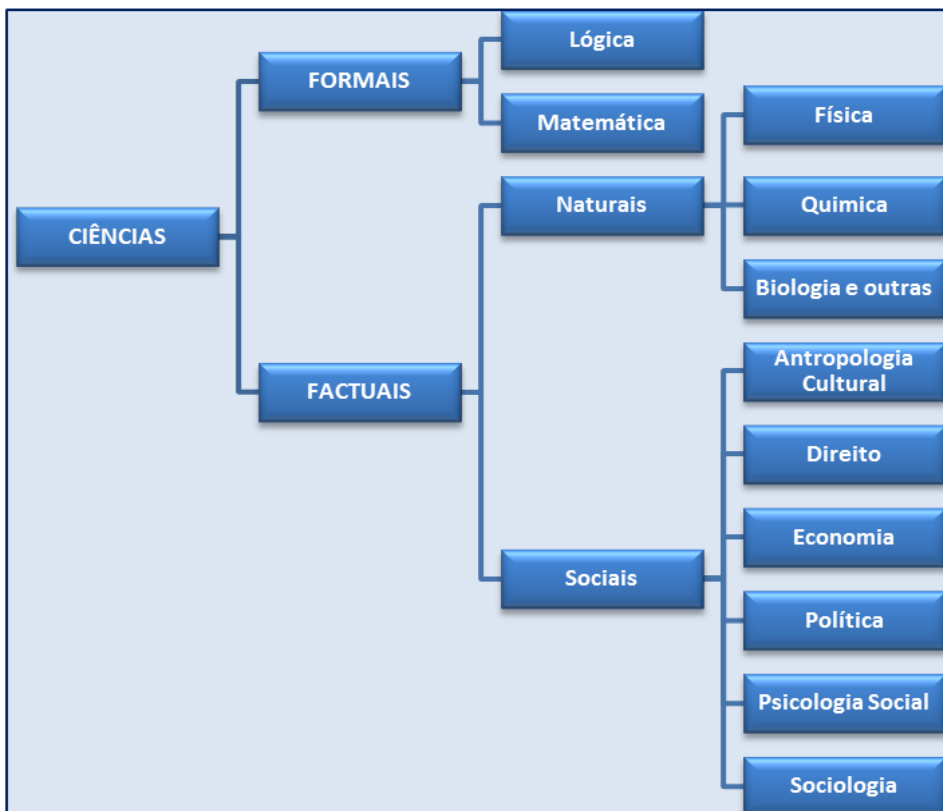 CIÊNCIAS
FORMAIS
Lógica
Matemática
FACTUAIS
Naturais
Física
Quimica
Biologia e outras
Sociais
Antropologia
Cultural
Direito
Economia
Política
Psicologia Social
Sociologia